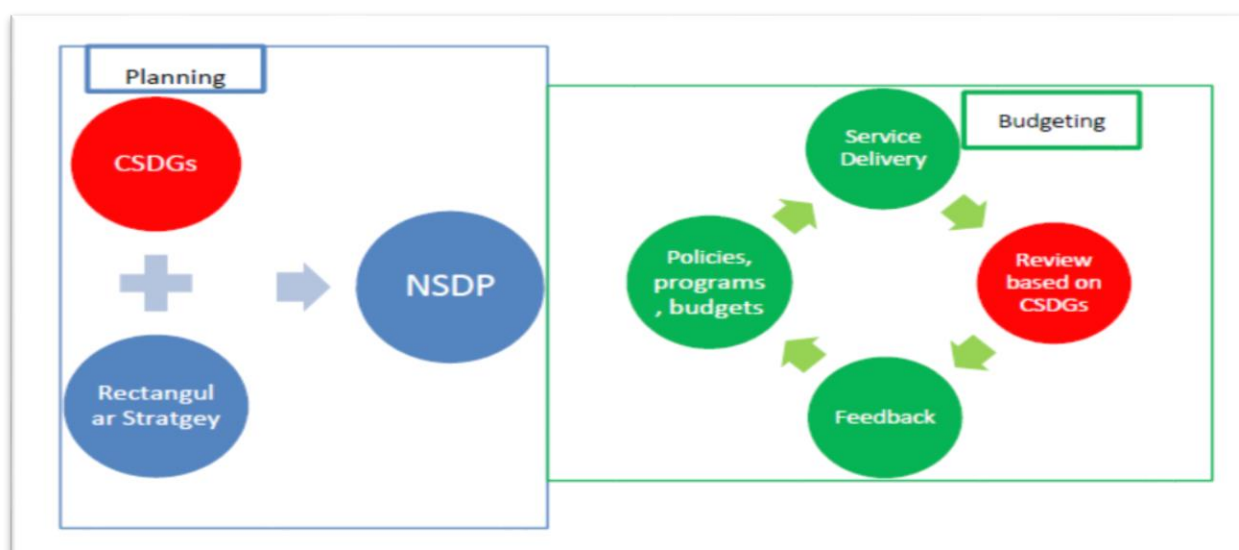 Planning
CSDGs
NSDP
Rectangul
ar Stratgey
Budgeting
Service
Delivery
Policies,
programs
, budgets
Review
based on
CSDGs
Feedback